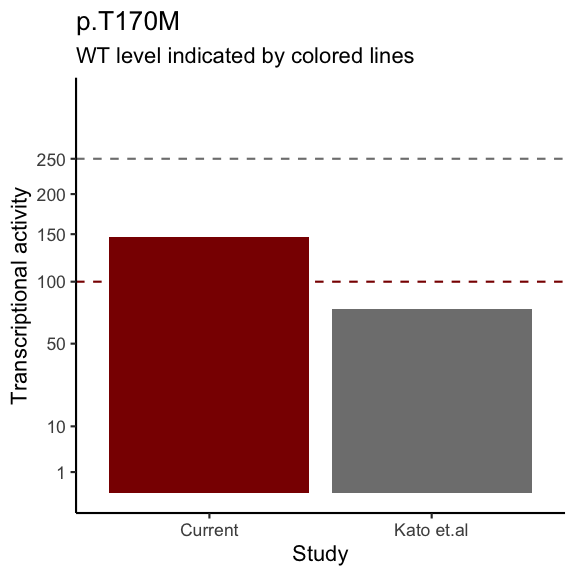 p.T170M
WT level indicated by colored lines
Transcriptional activity
250
200
150
100
50
10
1
Current
Kato et.al
Study